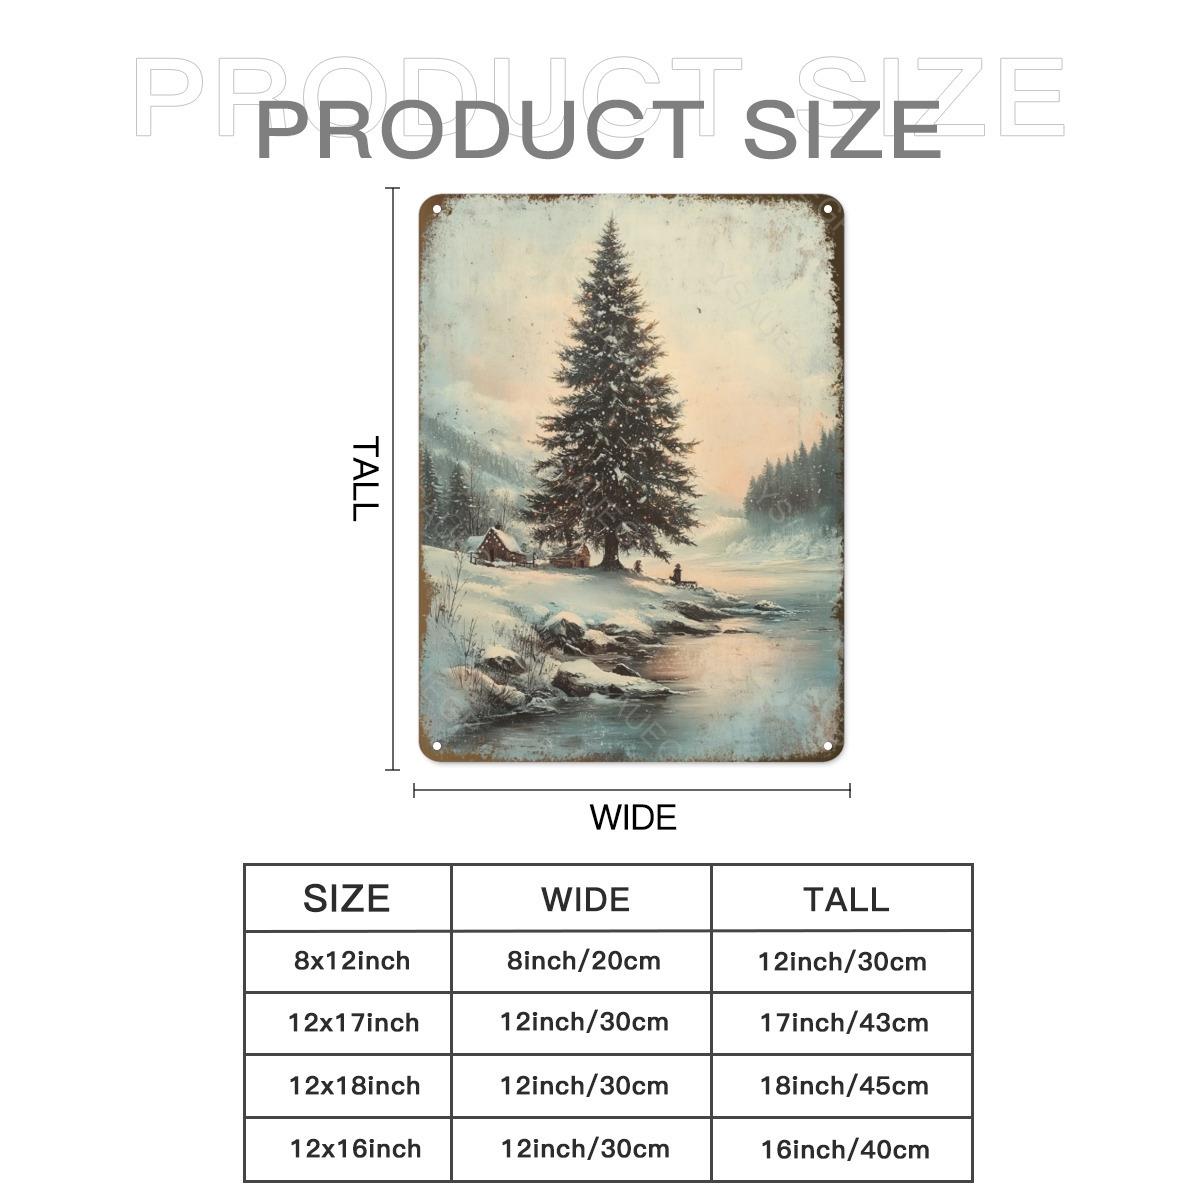 PRODUCT SIZE
PRODUCT SIZE
TALL
WIDE
SIZE WIDE TALL
8x12inch 8inch/20cm 12inch/30cm
12x17inch 12inch/30cm 17inch/43cm
12x18inch 12inch/30cm 18inch/45cm
12x16inch 12inch/30cm 16inch/40cm